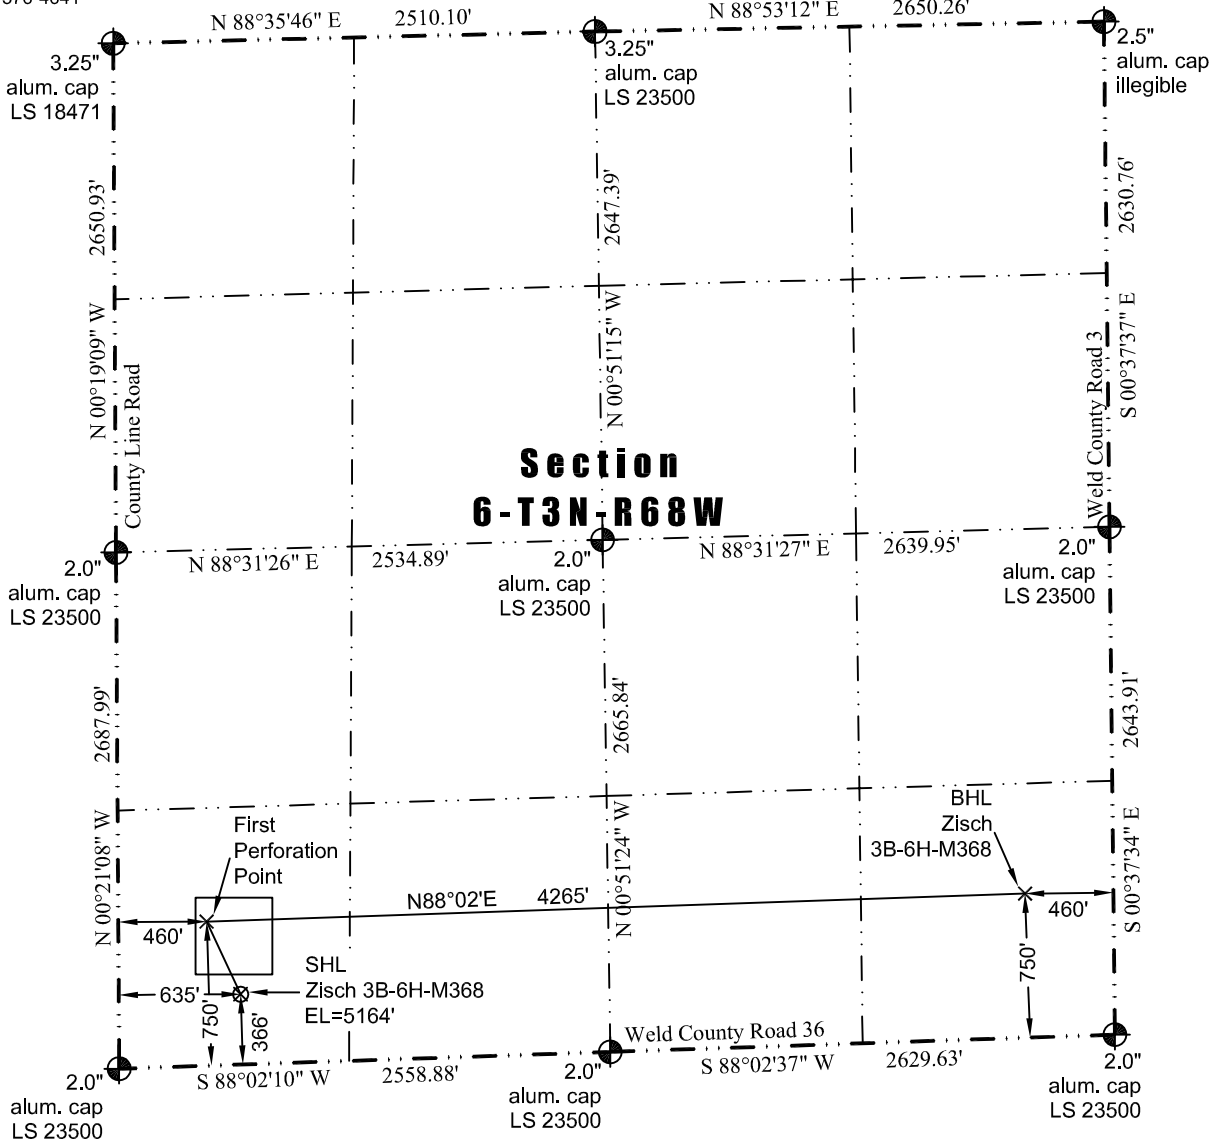 N 88°35'46" E 2510.10' N 88°53'12" E 2650.26'
3.25"
alum. cap
LS 18471
3.25"
alum. cap
LS 23500
2.5"
alum. cap
illegible
2650.93'
2647.39'
2630.76'
N 00°19'09" W
County Line Road
N 00°51'15" W
Weld County Road 3
S 00°37'37" E
Section
6-T3N-R68W
N 88°31'26" E 2534.89' N 88°31'27" E 2639.95'
2.0"
alum. cap
LS 23500
2.0"
alum. cap
LS 23500
2.0"
alum. cap
LS 23500
2687.99'
2665.84'
2643.91'
N 00°21'08" W
N 00°51'24" W
S 00°37'34" E
First
Perforation
Point
BHL
Zisch
3B-6H-M368
N88°02'E 4265'
460'
460'
750'
SHL
Zisch 3B-6H-M368
EL=5164'
635'
750'
366'
Weld County Road 36
S 88°02'10" W 2558.88' S 88°02'37" W 2629.63'
2.0"
alum. cap
LS 23500
2.0"
alum. cap
LS 23500
2.0"
alum. cap
LS 23500